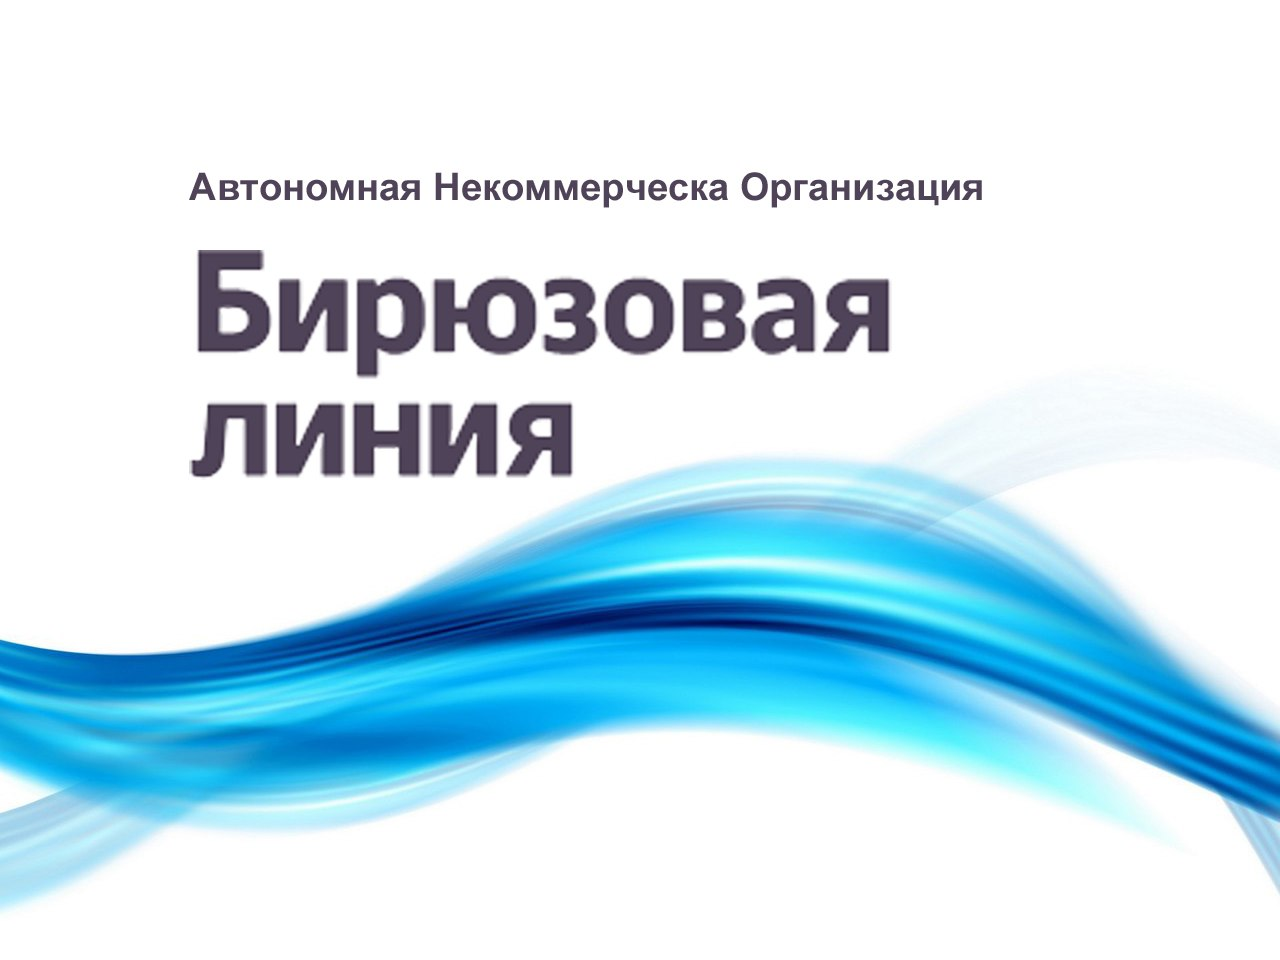 Автономная Некоммерческа Организация
Бирюзовая
линия